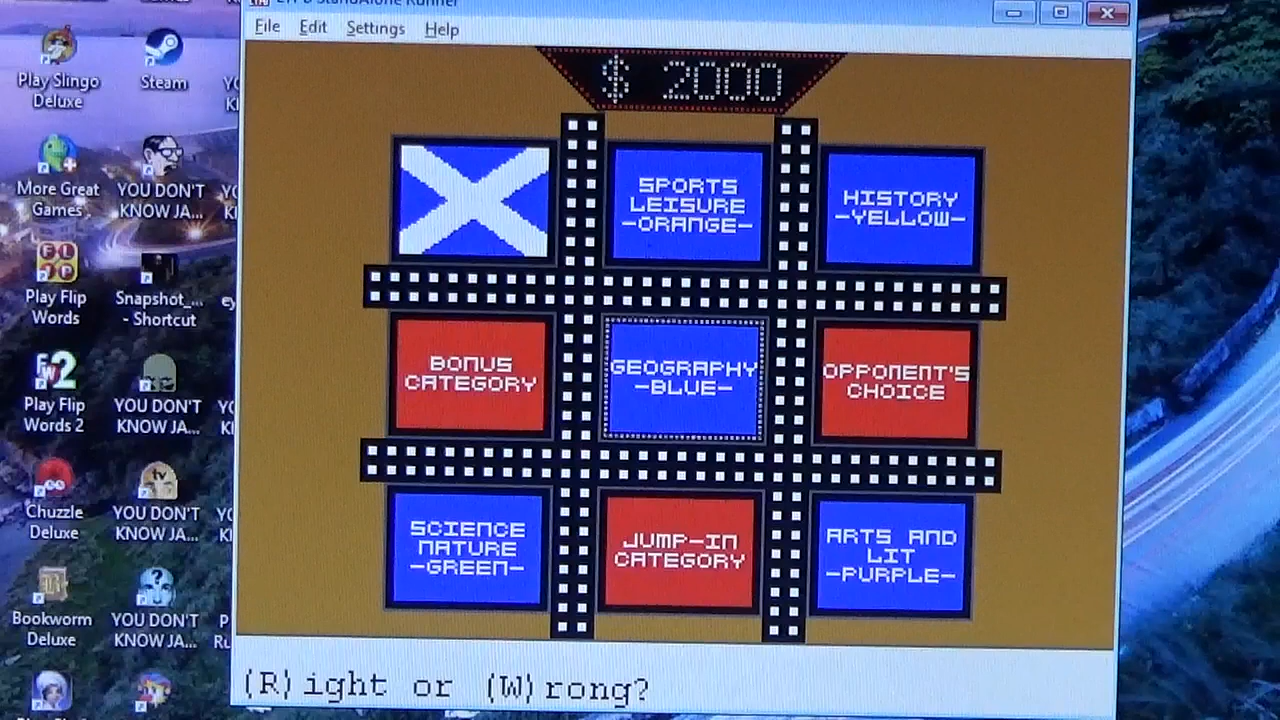 File Edit Settings Help
$ 2000
SPORTS
LEISURE
-ORANGE-
HISTORY
-YELLOW-
BONUS
CATEGORY
GEOGRAPHY
-BLUE-
OPPONENT'S
CHOICE
SCIENCE
NATURE
-GREEN-
JUMP-IN
CATEGORY
ARTS AND
LIT
-PURPLE-
(R)ight or (W)rong?
Play Slingo
Deluxe
Steam
More Great
Games
YOU DON'T
KNOW JA...
FLIP
Play Flip
Words
Snapshot_...
- Shortcut
FW2
Play Flip
Words 2
YOU DON'T
KNOW JA...
Chuzzle
Deluxe
tv
YOU DON'T
KNOW JA...
Bookworm
Deluxe
YOU DON'T
KNOW JA...